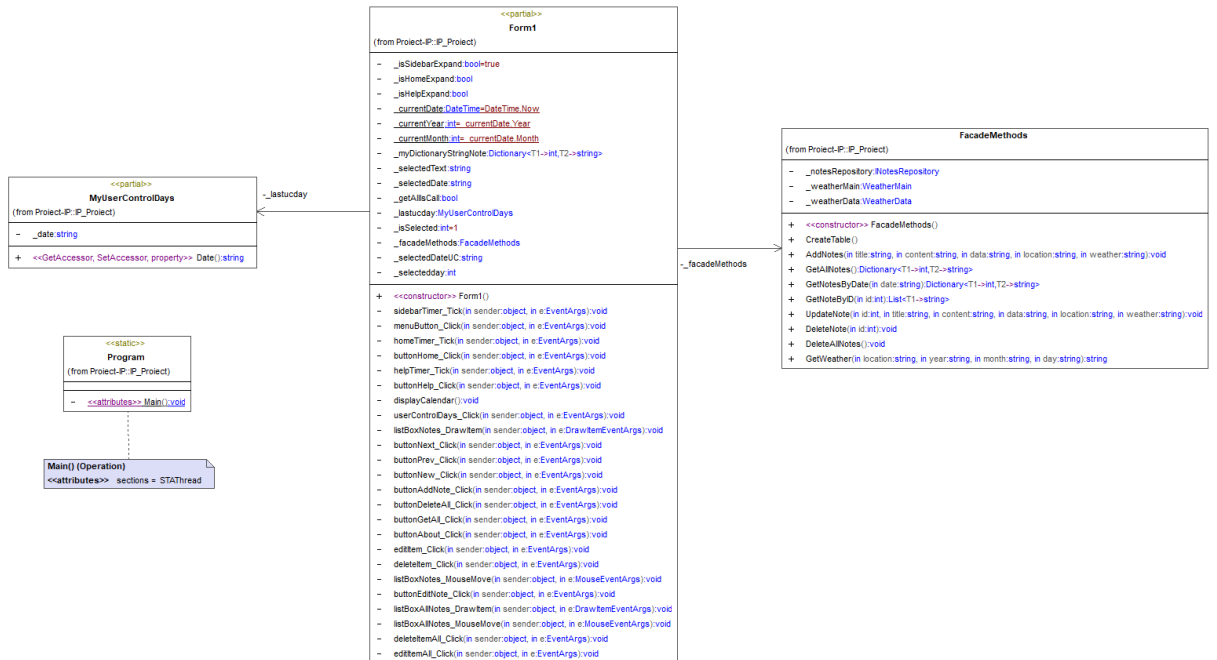 <<partial>>
Form1
(from Proiect-IP::IP_Proiect)
- _isSidebarExpand:bool=true
- _isHomeExpand:bool
- _isHelpExpand:bool
- _currentDate:DateTime=DateTime.Now
- _currentYear:int=_currentDate.Year
- _currentMonth:int=_currentDate.Month
- _myDictionaryStringNote:Dictionary<T1->int,T2->string>
- _selectedText:string
- _selectedDate:string
- _getAllIsCall:bool
- _lastucday:MyUserControlDays
- _isSelected:int=1
- _facadeMethods:FacadeMethods
- _selectedDateUC:string
- _selectedday:int
+ <<constructor>> Form1()
- sidebarTimer_Tick(in sender:object, in e:EventArgs):void
- menuButton_Click(in sender:object, in e:EventArgs):void
- homeTimer_Tick(in sender:object, in e:EventArgs):void
- buttonHome_Click(in sender:object, in e:EventArgs):void
- helpTimer_Tick(in sender:object, in e:EventArgs):void
- buttonHelp_Click(in sender:object, in e:EventArgs):void
- displayCalendar():void
- userControlDays_Click(in sender:object, in e:EventArgs):void
- listBoxNotes_DrawItem(in sender:object, in e:DrawItemEventArgs):void
- buttonNext_Click(in sender:object, in e:EventArgs):void
- buttonPrev_Click(in sender:object, in e:EventArgs):void
- buttonNew_Click(in sender:object, in e:EventArgs):void
- buttonAddNote_Click(in sender:object, in e:EventArgs):void
- buttonDeleteAll_Click(in sender:object, in e:EventArgs):void
- buttonGetAll_Click(in sender:object, in e:EventArgs):void
- buttonAbout_Click(in sender:object, in e:EventArgs):void
- editItem_Click(in sender:object, in e:EventArgs):void
- deleteItem_Click(in sender:object, in e:EventArgs):void
- listBoxNotes_MouseMove(in sender:object, in e:MouseEventArgs):void
- buttonEditNote_Click(in sender:object, in e:EventArgs):void
- listBoxAllNotes_DrawItem(in sender:object, in e:DrawItemEventArgs):void
- listBoxAllNotes_MouseMove(in sender:object, in e:MouseEventArgs):void
- deleteItemAll_Click(in sender:object, in e:EventArgs):void
- editItemAll_Click(in sender:object, in e:EventArgs):void
-_lastucday
<<partial>>
MyUserControlDays
(from Proiect-IP::IP_Proiect)
- _date:string
+ <<GetAccessor, SetAccessor, property>> Date():string
<<static>>
Program
(from Proiect-IP::IP_Proiect)
- <<attributes>> Main():void
Main() (Operation)
<<attributes>> sections = STAThread
-_facadeMethods
FacadeMethods
(from Proiect-IP::IP_Proiect)
- _notesRepository:INotesRepository
- _weatherMain:WeatherMain
- _weatherData:WeatherData
+ <<constructor>> FacadeMethods()
+ CreateTable()
+ AddNotes(in title:string, in content:string, in data:string, in location:string, in weather:string):void
+ GetAllNotes():Dictionary<T1->int,T2->string>
+ GetNotesByDate(in date:string):Dictionary<T1->int,T2->string>
+ GetNoteByID(in id:int):List<T1->string>
+ UpdateNote(in id:int, in title:string, in content:string, in data:string, in location:string, in weather:string):void
+ DeleteNote(in id:int):void
+ DeleteAllNotes():void
+ GetWeather(in location:string, in year:string, in month:string, in day:string):string